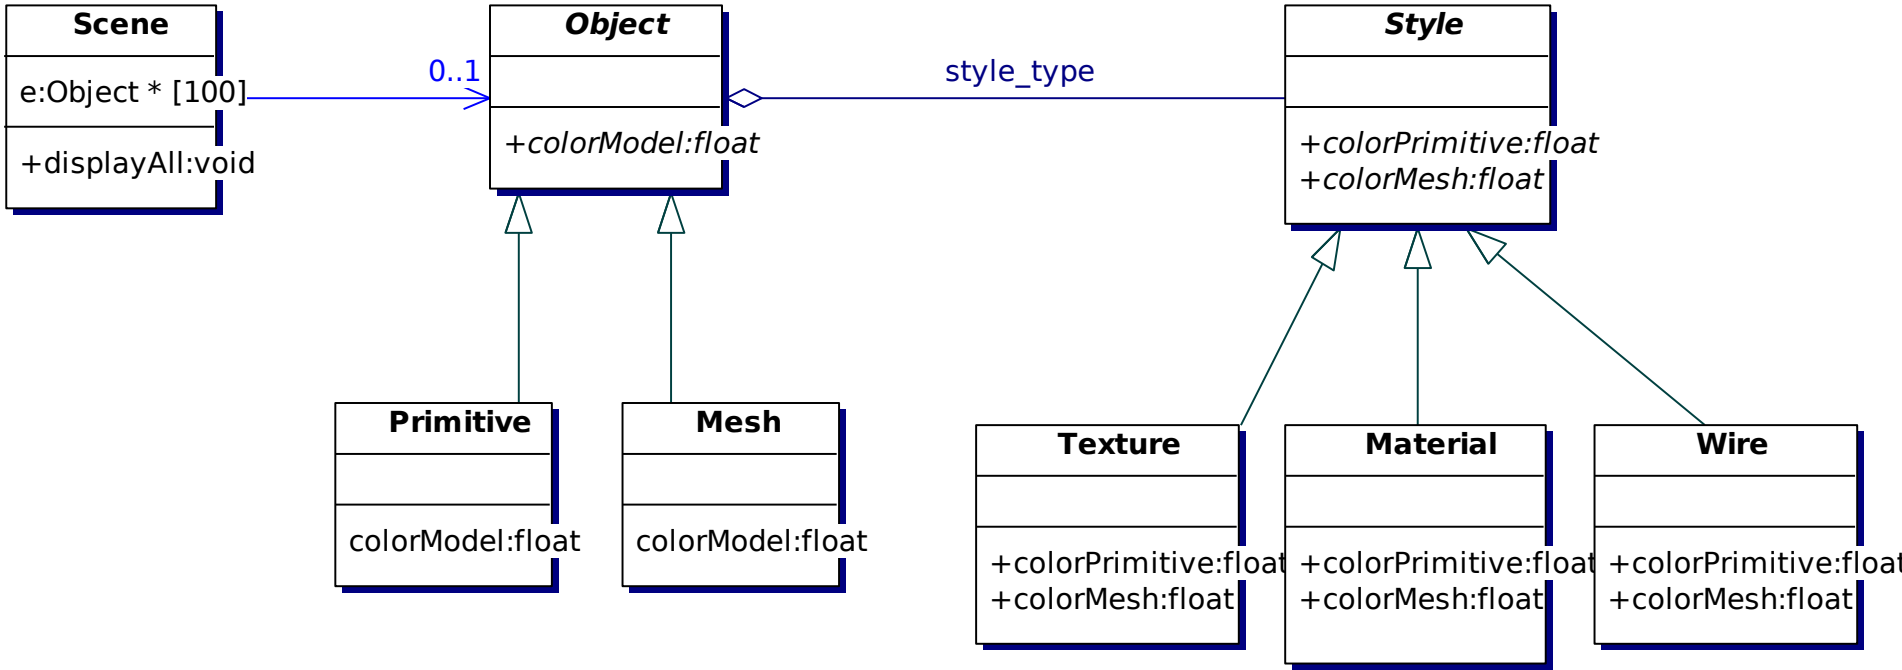 Scene
e:Object * [100]
+displayAll:void
0..1
Object
+colorModel:float
style_type
Style
+colorPrimitive:float
+colorMesh:float
Primitive
colorModel:float
Mesh
colorModel:float
Texture
+colorPrimitive:float
+colorMesh:float
Material
+colorPrimitive:float
+colorMesh:float
Wire
+colorPrimitive:float
+colorMesh:float